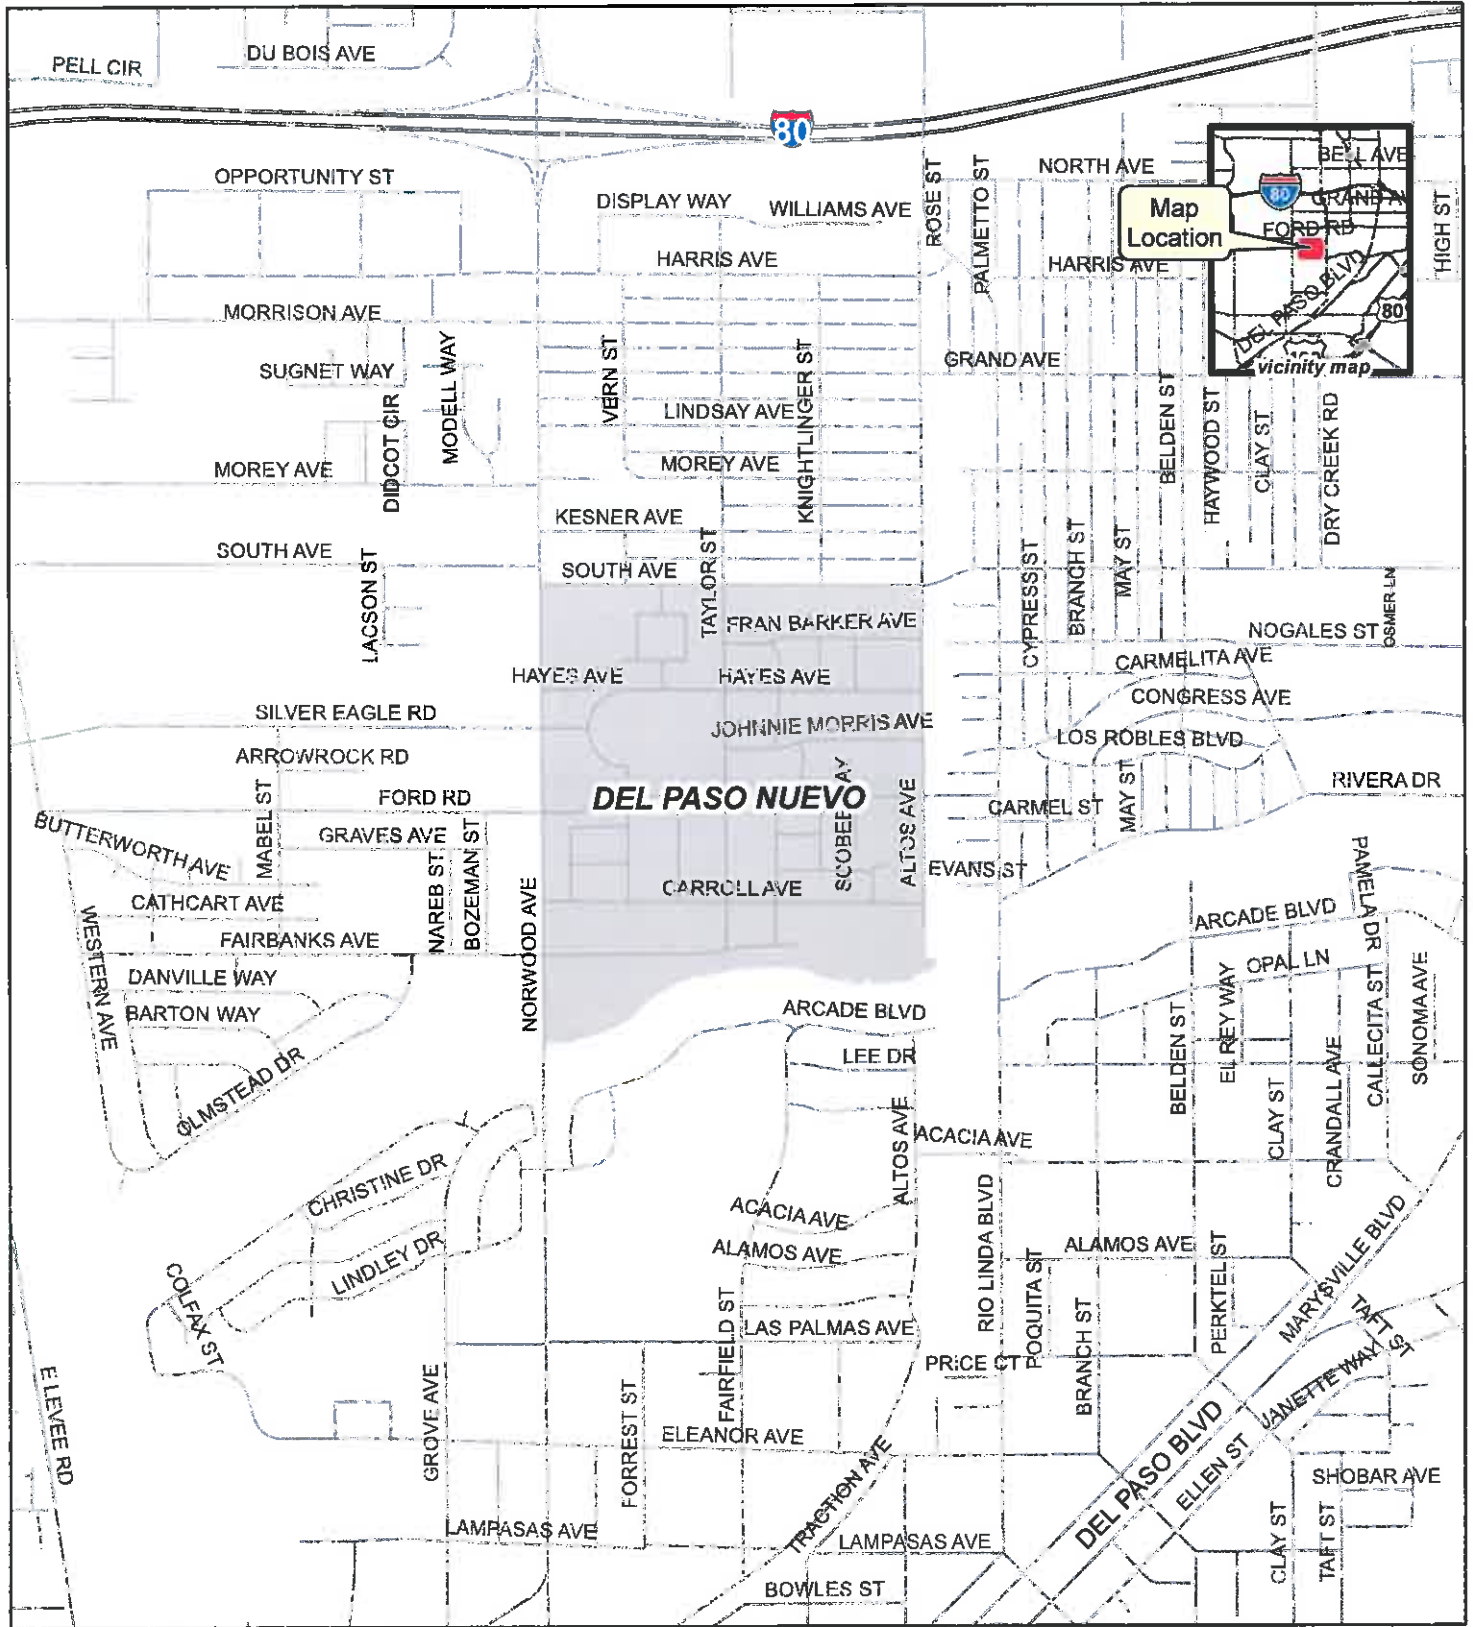 DU BOIS AVE
PELL CIR
80
NORTH AVE
BELL AVE
OPPORTUNITY ST
DISPLAY WAY
WILLIAMS AVE
ROSE ST
PALMETTO ST
80
GRAND AV
Map
Location
FORD RD
HIGH ST
HARRIS AVE
HARRIS AVE
DEL PASO BLVD
80
MORRISON AVE
GRAND AVE
vicinity map
SUGNET WAY
MODELL WAY
VERN ST
KNIGHTLINGER ST
LINDSAY AVE
DIDCOT CIR
BELDEN ST
HAYWOOD ST
CLAY ST
DRY CREEK RD
MOREY AVE
MOREY AVE
KESNER AVE
SOUTH AVE
SOUTH AVE
TAYLOR ST
LACSON ST
CYPRESS ST
BRANCH ST
MAY ST
OSMER LN
FRAN BARKER AVE
NOGALES ST
CARMELITA AVE
HAYES AVE
HAYES AVE
CONGRESS AVE
SILVER EAGLE RD
JOHNNIE MORRIS AVE
LOS ROBLES BLVD
ARROWROCK RD
RIVERA DR
FORD RD
DEL PASO NUEVO
SCOBEE WAY
ALTOS AVE
CARMEL ST
MAY ST
MABEL ST
BUTTERWORTH AVE
GRAVES AVE
EVANS ST
PAMELA DR
CARROLL AVE
CATHCART AVE
NAREB ST
BOZEMAN ST
NORWOOD AVE
ARCADE BLVD
WESTERN AVE
FAIRBANKS AVE
OPAL LN
DANVILLE WAY
BARTON WAY
ARCADE BLVD
EL REY WAY
CALLECITA ST
SONOMA AVE
LEE DR
BELDEN ST
OLMSTEAD DR
ALTOS AVE
ACACIA AVE
CLAY ST
CRANDALL AVE
CHRISTINE DR
ACACIA AVE
RIO LINDA BLVD
ALAMOS AVE
ALAMOS AVE
LINDLEY DR
POQUITA ST
PERKTEL ST
MARYSVILLE BLVD
COLFAX ST
FAIRFIELD ST
LAS PALMAS AVE
BRANCH ST
TAFT ST
PRICE CT
JANETTE WAY
E LEVEE RD
GROVE AVE
FORREST ST
ELEANOR AVE
DEL PASO BLVD
ELLEN ST
SHOBAR AVE
TRACTION AVE
LAMPASAS AVE
LAMPASAS AVE
CLAY ST
TAFT ST
BOWLES ST